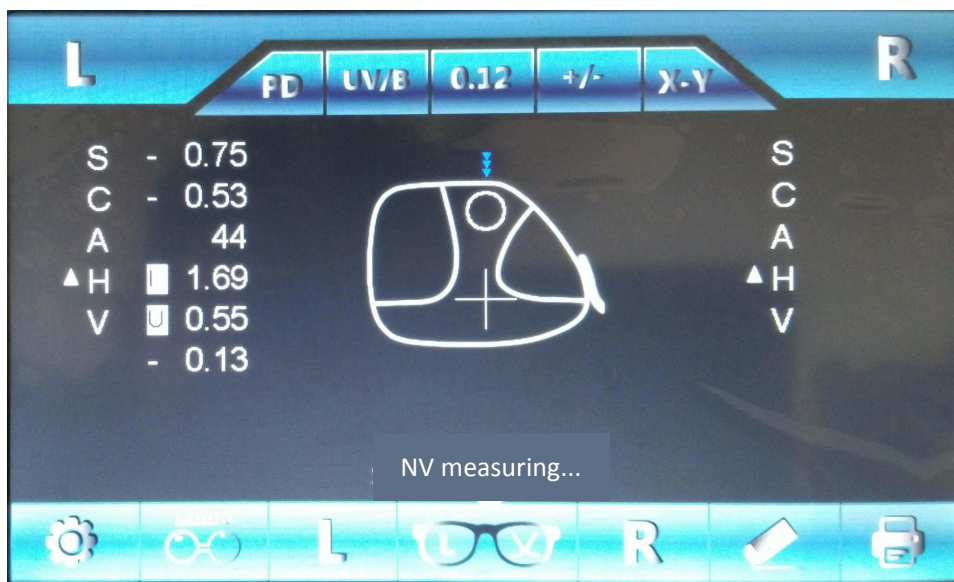 L
R
PD
UV/B
0.12
+/-
X-Y
S - 0.75
C - 0.53
A 44
H I 1.69
V U 0.55
- 0.13
S
C
A
H
V
NV measuring...
L
R